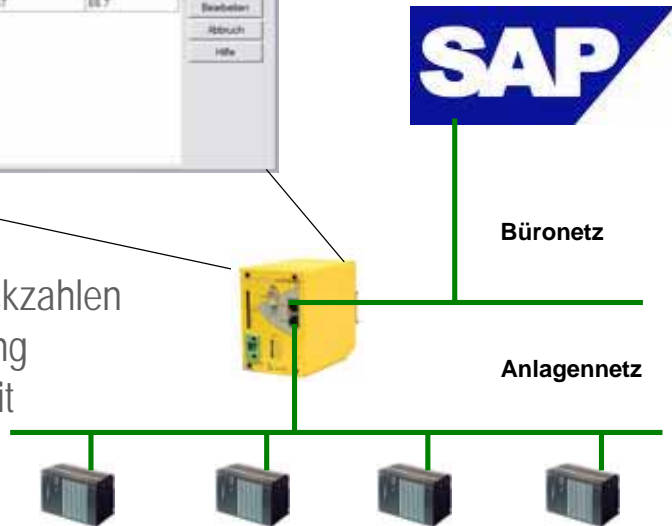 Bearbeiten
Abbruch
Hilfe
SAP
Büronetz
kzahlen
ng
Anlagennetz
it